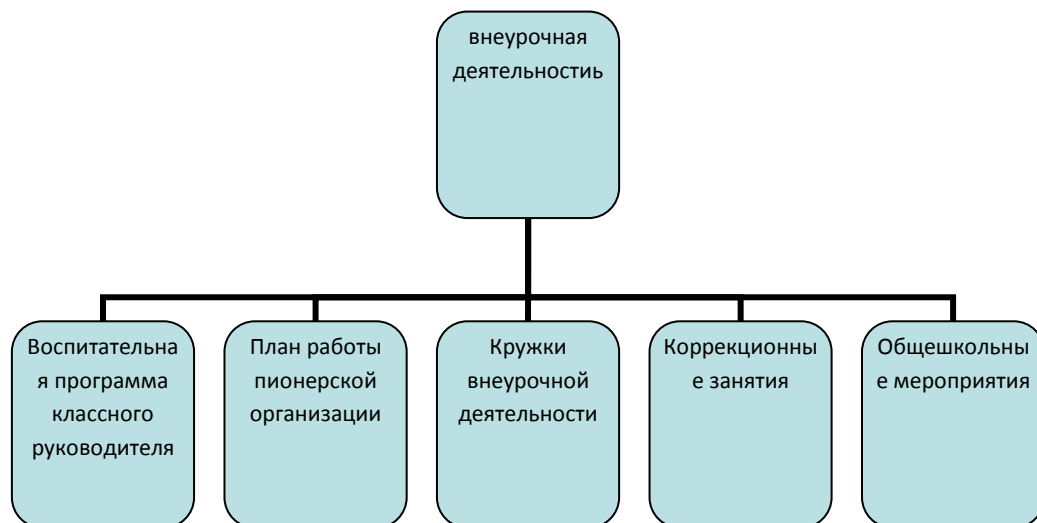 внеурочная
деятельностиь
Воспитательна
я программа
классного
руководителя
План работы
пионерской
организации
Кружки
внеурочной
деятельности
Коррекционны
е занятия
Общешкольны
е мероприятия